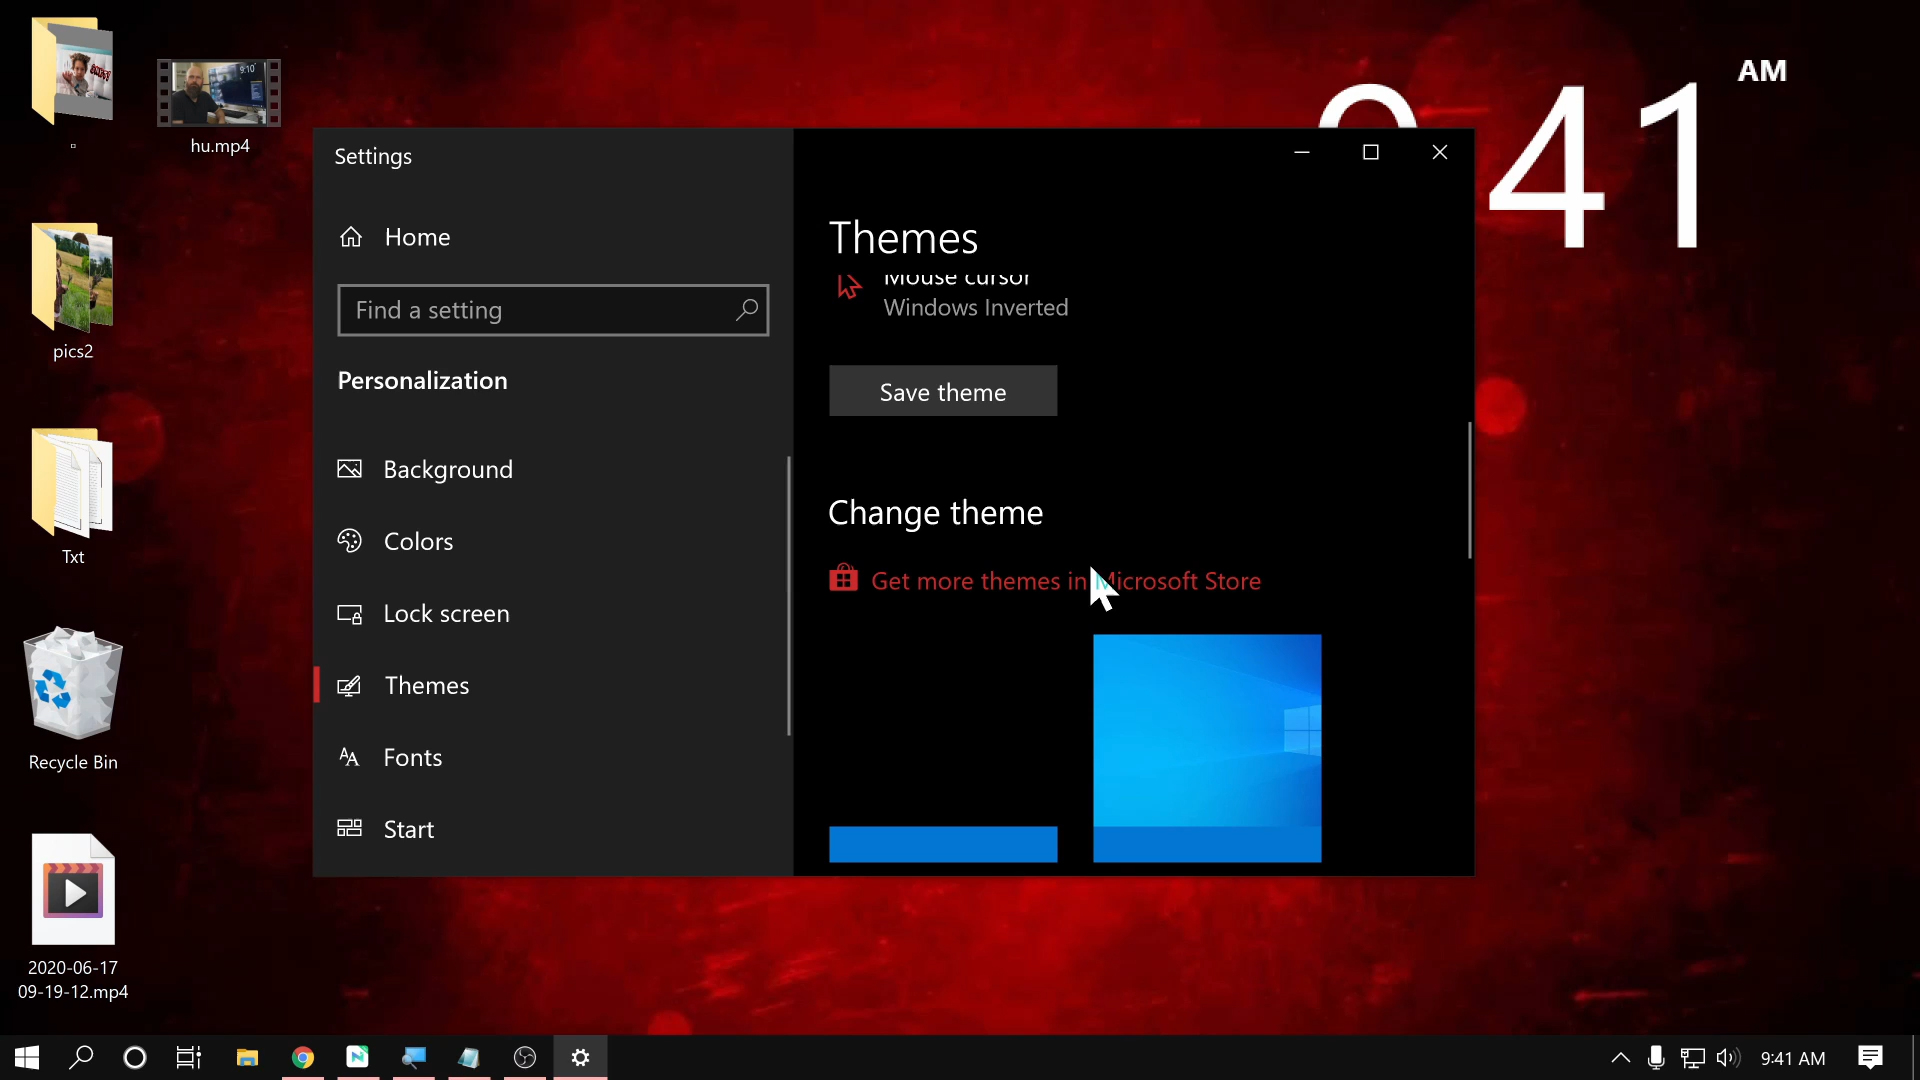 hu.mp4
pics2
Txt
Recycle Bin
2020-06-17
09-19-12.mp4
AM
41
Settings
Home
Find a setting
Personalization
Background
Colors
Lock screen
Themes
Fonts
Start
Themes
Mouse cursor
Windows Inverted
Save theme
Change theme
Get more themes in Microsoft Store
9:41 AM